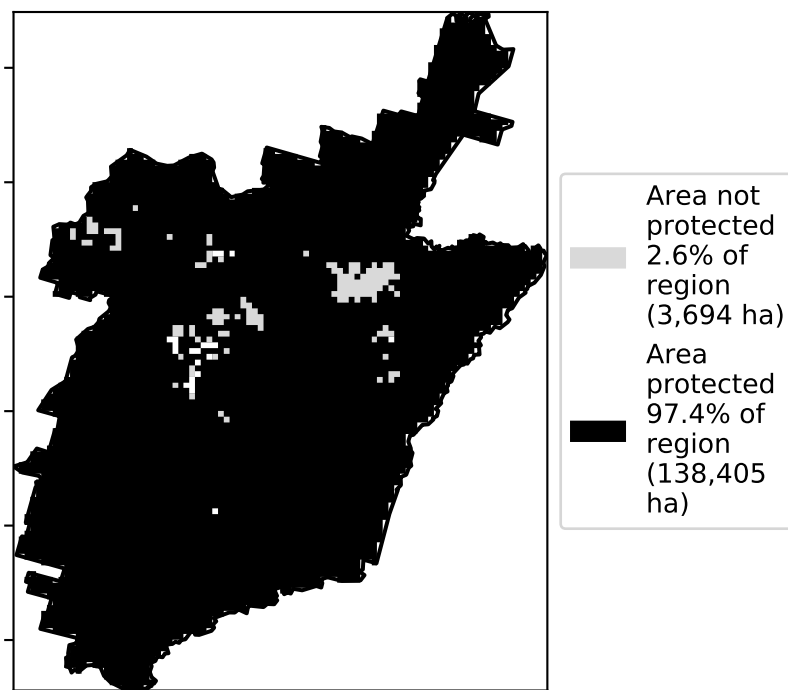 Area not
protected
2.6% of
region
(3,694 ha)
Area
protected
97.4% of
region
(138,405
ha)